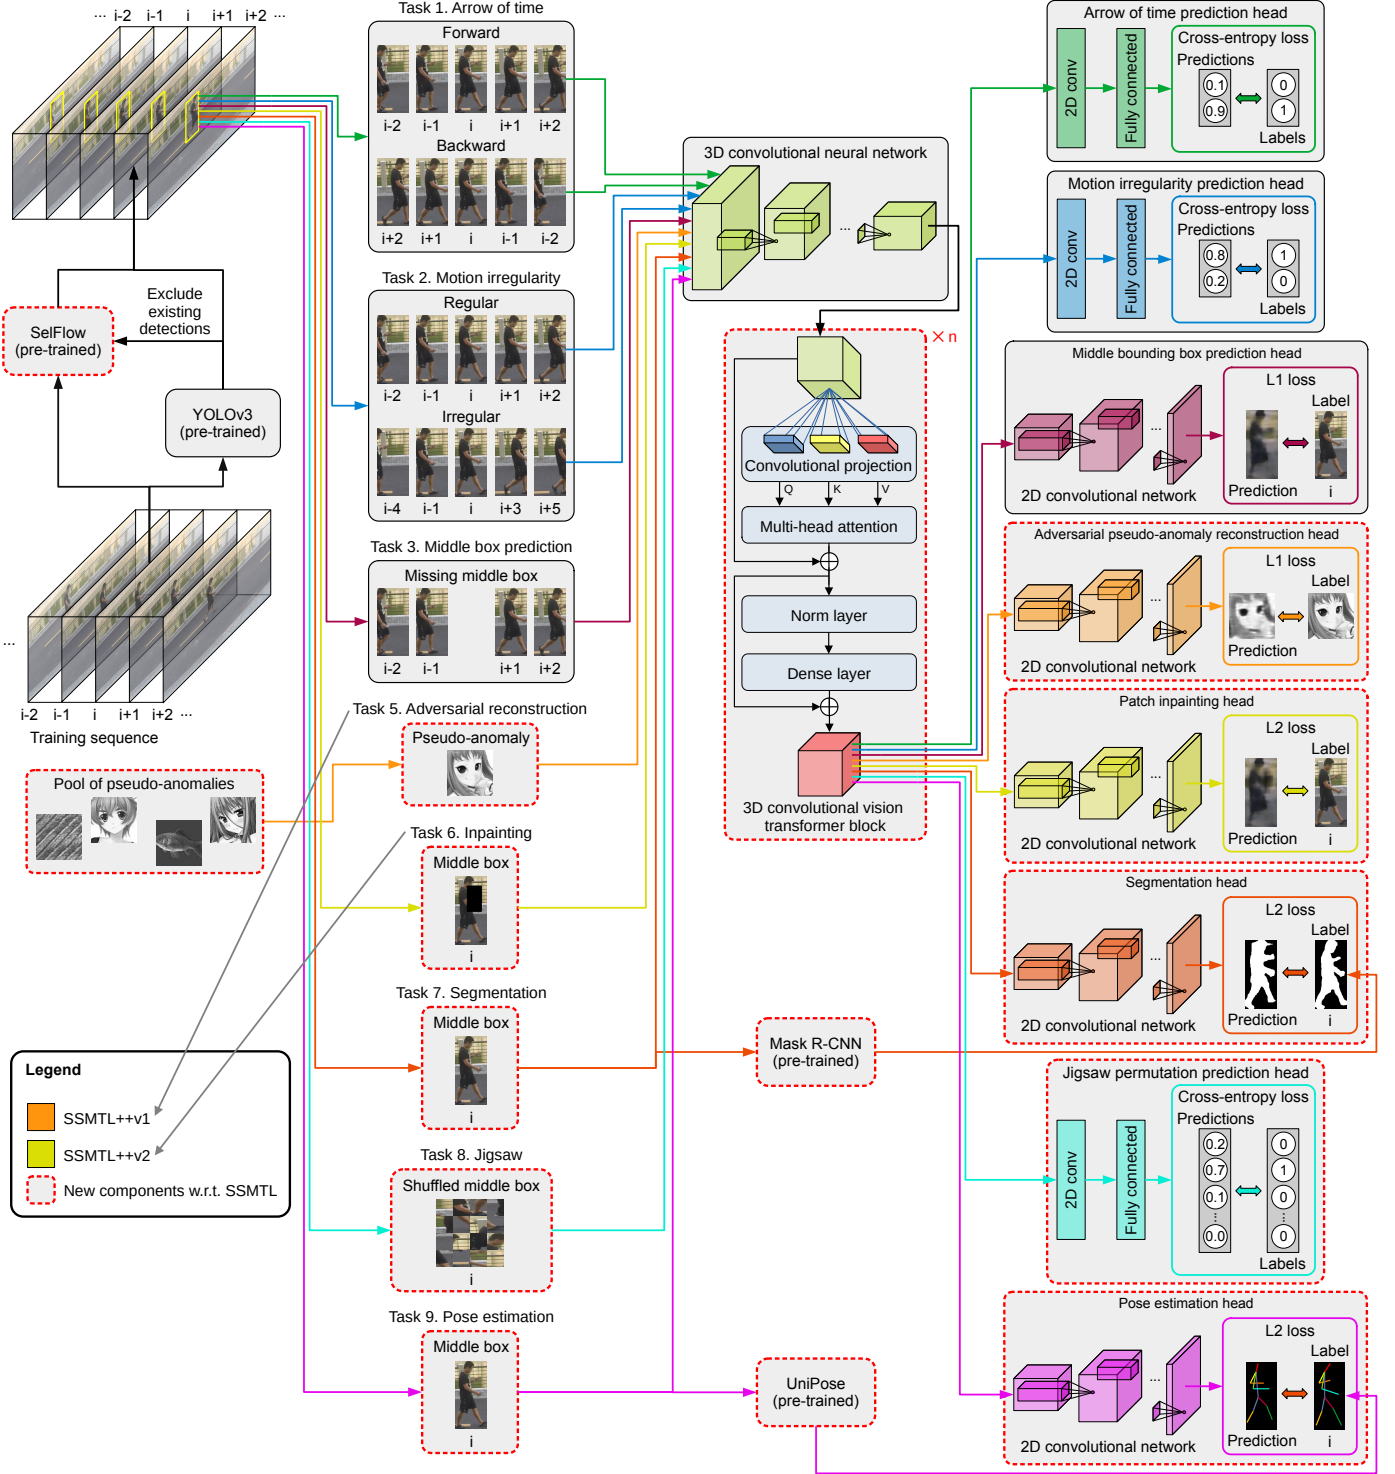 ··· i-2 i-1 i i+1 i+2 ···
Exclude
existing
detections
SelFlow
(pre-trained)
YOLOv3
(pre-trained)
...
i-2 i-1 i i+1 i+2 ···
Training sequence
Pool of pseudo-anomalies
Legend
SSMTL++v1
SSMTL++v2
New components w.r.t. SSMTL
Task 1. Arrow of time
Forward
i-2 i-1 i i+1 i+2
Backward
i+2 i+1 i i-1 i-2
Task 2. Motion irregularity
Regular
i-2 i-1 i i+1 i+2
Irregular
i-4 i-1 i i+3 i+5
Task 3. Middle box prediction
Missing middle box
i-2 i-1 i+1 i+2
Task 5. Adversarial reconstruction
Pseudo-anomaly
Task 6. Inpainting
Middle box
i
Task 7. Segmentation
Middle box
i
Task 8. Jigsaw
Shuffled middle box
i
Task 9. Pose estimation
Middle box
i
3D convolutional neural network
...
× n
Convolutional projection
Q K V
Multi-head attention
Norm layer
Dense layer
3D convolutional vision
transformer block
Mask R-CNN
(pre-trained)
UniPose
(pre-trained)
Arrow of time prediction head
2D conv
Fully connected
Cross-entropy loss
Predictions
0.1 0
0.9 1
Labels
Motion irregularity prediction head
2D conv
Fully connected
Cross-entropy loss
Predictions
0.8 1
0.2 0
Labels
Middle bounding box prediction head
L1 loss
Label
...
2D convolutional network
Prediction i
Adversarial pseudo-anomaly reconstruction head
L1 loss
Label
...
Prediction
2D convolutional network
Patch inpainting head
L2 loss
Label
...
Prediction i
2D convolutional network
Segmentation head
L2 loss
Label
...
Prediction i
2D convolutional network
Jigsaw permutation prediction head
2D conv
Fully connected
Cross-entropy loss
Predictions
0.2 0
0.7 1
0.1 0
... ...
0.0 0
Labels
Pose estimation head
L2 loss
Label
...
Prediction i
2D convolutional network